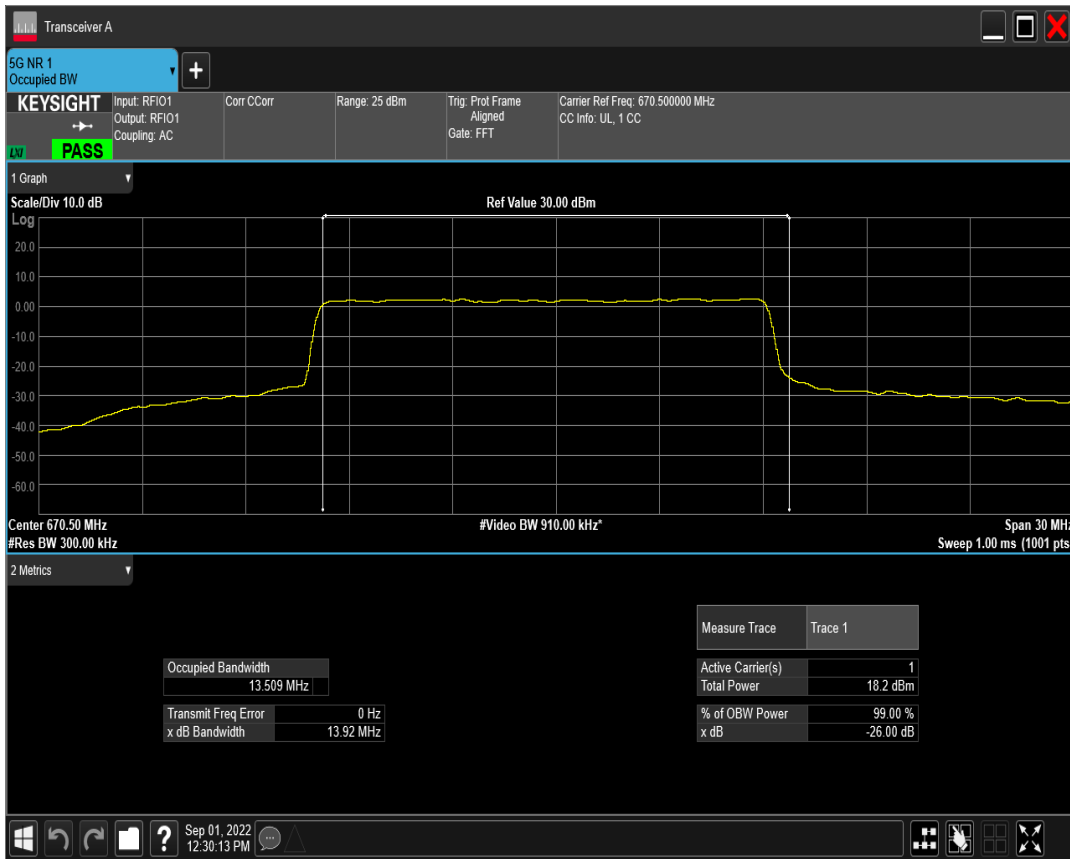 Transceiver A
5G NR 1
Occupied BW
KEYSIGHT
LXI
PASS
Input: RFIO1
Output: RFIO1
Coupling: AC
Corr CCorr
Range: 25 dBm
Trig: Prot Frame
Aligned
Gate: FFT
Carrier Ref Freq: 670.500000 MHz
CC Info: UL, 1 CC
1 Graph
Scale/Div 10.0 dB
Ref Value 30.00 dBm
Log
20.0
10.0
0.00
-10.0
-20.0
-30.0
-40.0
-50.0
-60.0
Center 670.50 MHz
#Video BW 910.00 kHz*
Span 30 MHz
#Res BW 300.00 kHz
Sweep 1.00 ms (1001 pts
2 Metrics
Measure Trace Trace 1
Occupied Bandwidth
13.509 MHz
Active Carrier(s) 1
Total Power 18.2 dBm
Transmit Freq Error 0 Hz
x dB Bandwidth 13.92 MHz
% of OBW Power 99.00 %
x dB -26.00 dB
Sep 01, 2022
12:30:13 PM